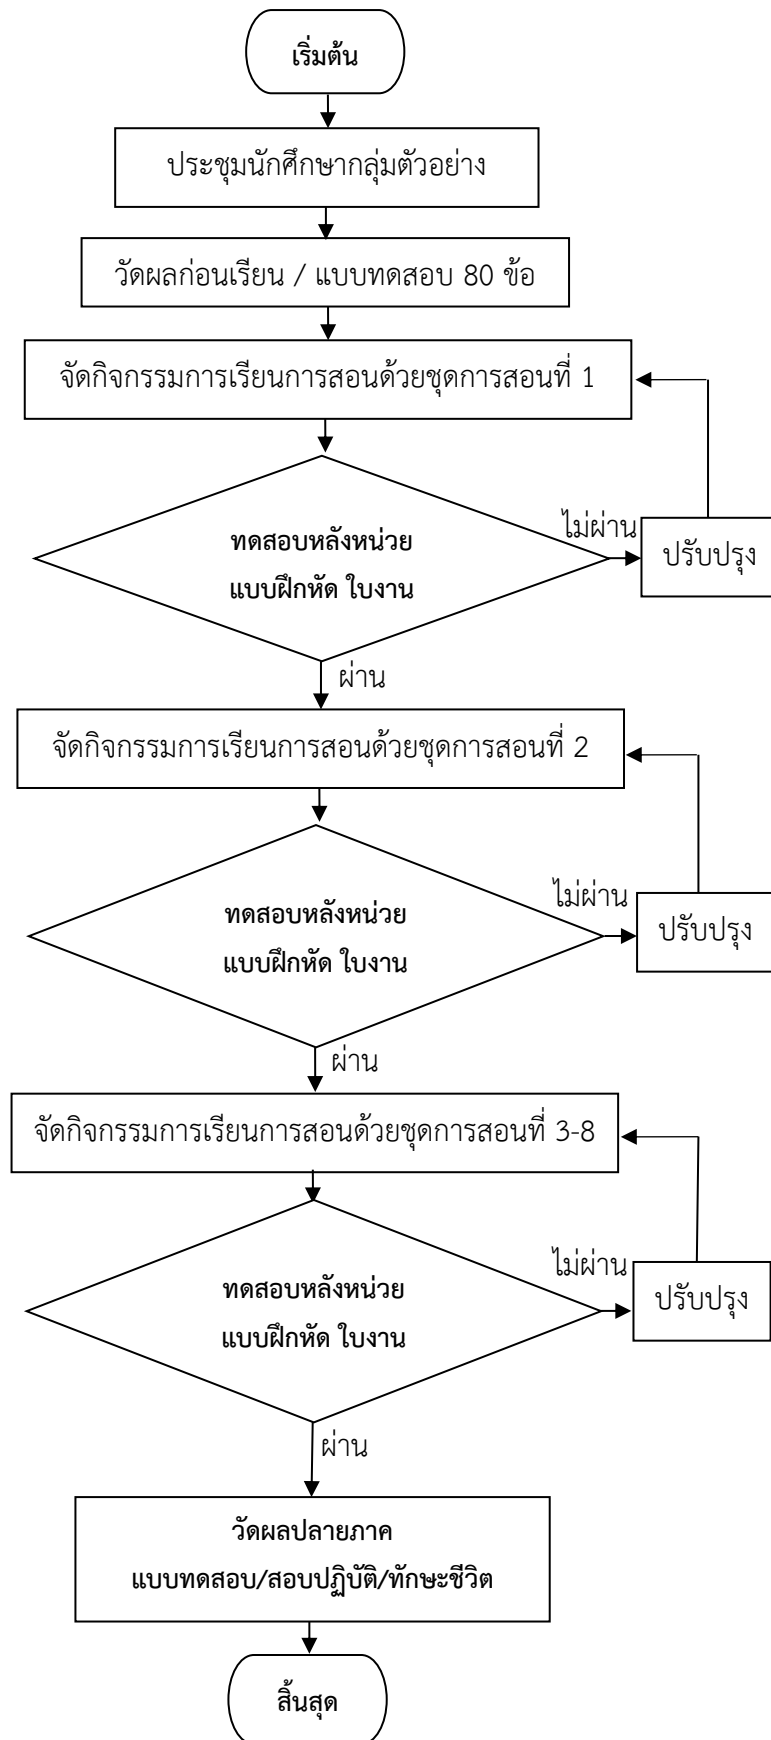 เริ่มต้น
ประชุมนักศึกษากลุ่มตัวอย่าง
วัดผลก่อนเรียน / แบบทดสอบ 80 ข้อ
จัดกิจกรรมการเรียนการสอนด้วยชุดการสอนที่ 1
ทดสอบหลังหน่วย
แบบฝึกหัด ใบงาน
ไม่ผ่าน
ปรับปรุง
ผ่าน
จัดกิจกรรมการเรียนการสอนด้วยชุดการสอนที่ 2
ทดสอบหลังหน่วย
แบบฝึกหัด ใบงาน
ไม่ผ่าน
ปรับปรุง
ผ่าน
จัดกิจกรรมการเรียนการสอนด้วยชุดการสอนที่ 3-8
ทดสอบหลังหน่วย
แบบฝึกหัด ใบงาน
ไม่ผ่าน
ปรับปรุง
ผ่าน
วัดผลปลายภาค
แบบทดสอบ/สอบปฏิบัติ/ทักษะชีวิต
สิ้นสุด